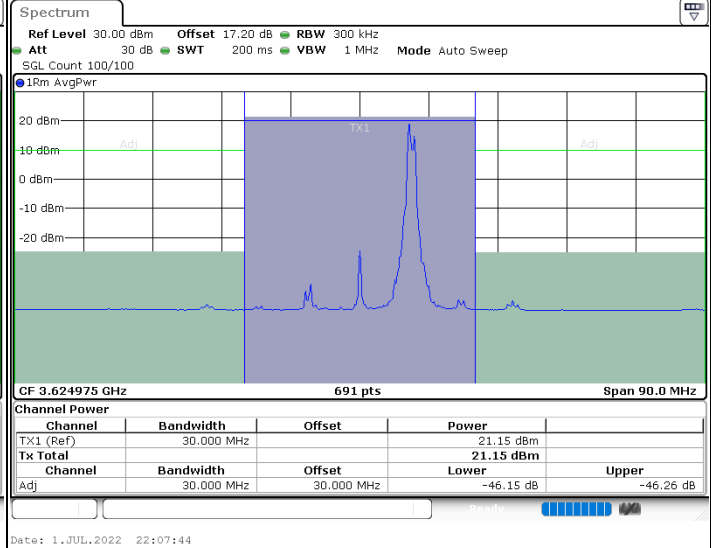 Spectrum
Ref Level 30.00 dBm Offset 17.20 dB RBW 300 kHz
Att 30 dB SWT 200 ms VBW 1 MHz Mode Auto Sweep
SGL Count 100/100
1Rm AvgPwr
20 dBm
TX1
Adj Adj
10 dBm
0 dBm
-10 dBm
-20 dBm
CF 3.624975 GHz 691 pts Span 90.0 MHz
Channel Power
Channel Bandwidth Offset Power
TX1 (Ref) 30.000 MHz 21.15 dBm
Tx Total 21.15 dBm
Channel Bandwidth Offset Lower Upper
Adj 30.000 MHz 30.000 MHz -46.15 dB -46.26 dB
Ready
Date: 1.JUL.2022 22:07:44